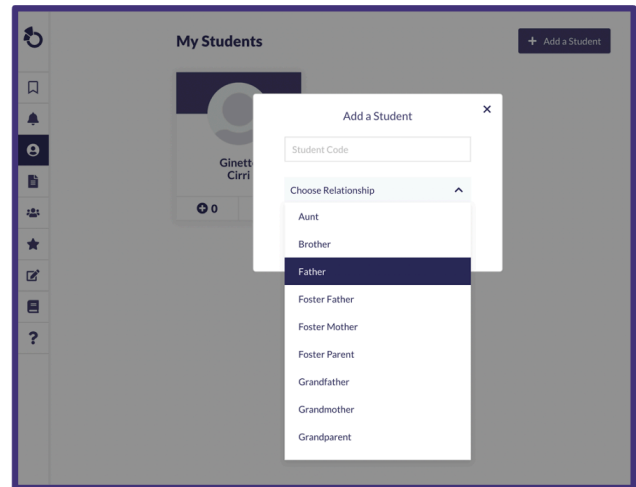 My Students
+ Add a Student
Add a Student
Student Code
Ginett
Cirri
Choose Relationship
0
Aunt
Brother
Father
Foster Father
Foster Mother
Foster Parent
Grandfather
Grandmother
Grandparent
?